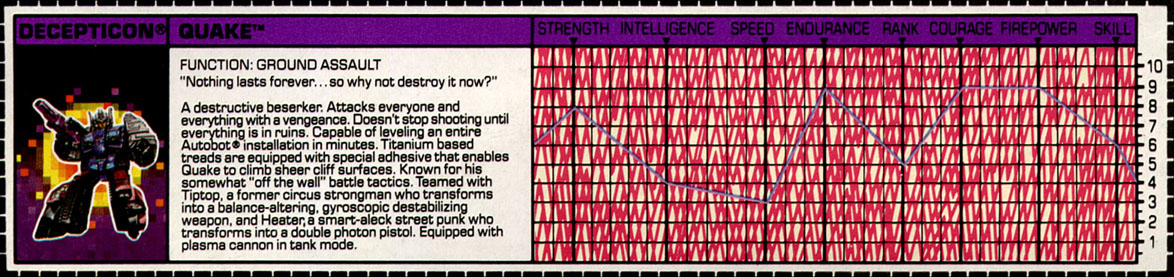 DECEPTICON® QUAKE™ STRENGTH INTELLIGENCE SPEED ENDURANCE RANK COURAGE FIREPOWER SKILL
FUNCTION: GROUND ASSAULT
"Nothing lasts forever...so why not destroy it now?"
A destructive beserker. Attacks everyone and
everything with a vengeance. Doesn't stop shooting until
everything is in ruins. Capable of leveling an entire
Autobot® installation in minutes. Titanium based
treads are equipped with special adhesive that enables
Quake to climb sheer cliff surfaces. Known for his
somewhat "off the wall" battle tactics. Teamed with
Tiptop, a former circus strongman who transforms
into a balance-altering, gyroscopic destabilizing
weapon, and Heater, a smart-aleck street punk who
transforms into a double photon pistol. Equipped with
plasma cannon in tank mode.
10
9
8
7
6
5
4
3
2
1